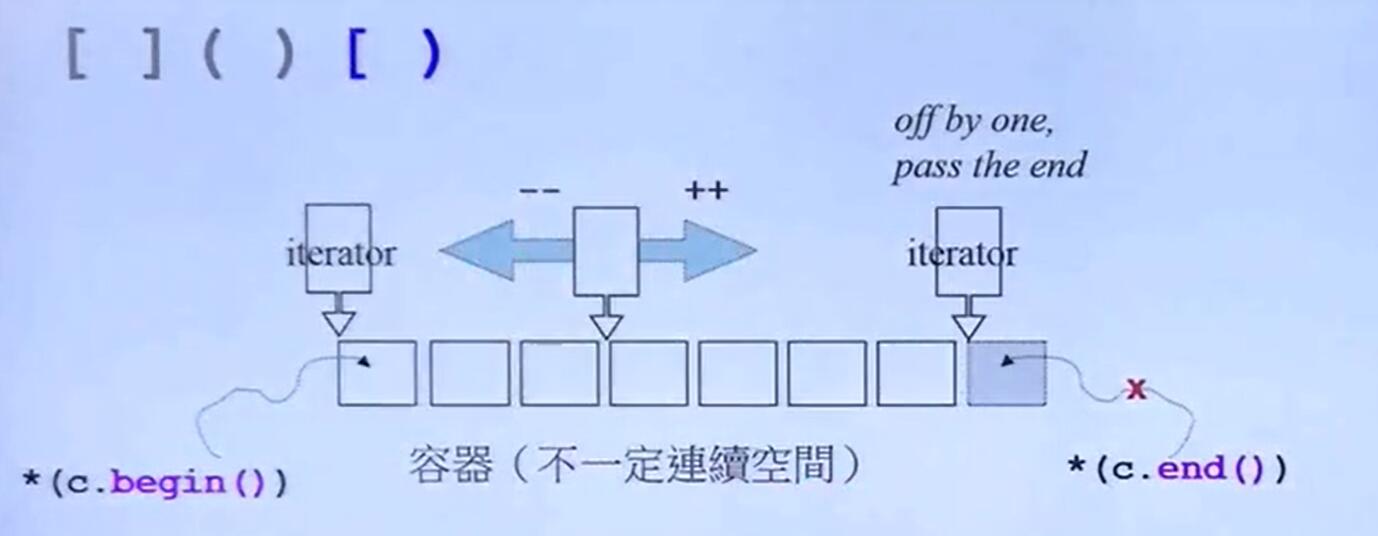 [ ] ( ) [ )
off by one,
pass the end
-- ++
iterator
iterator
容器（不一定連續空間）
*(c.begin())
*(c.end())
x